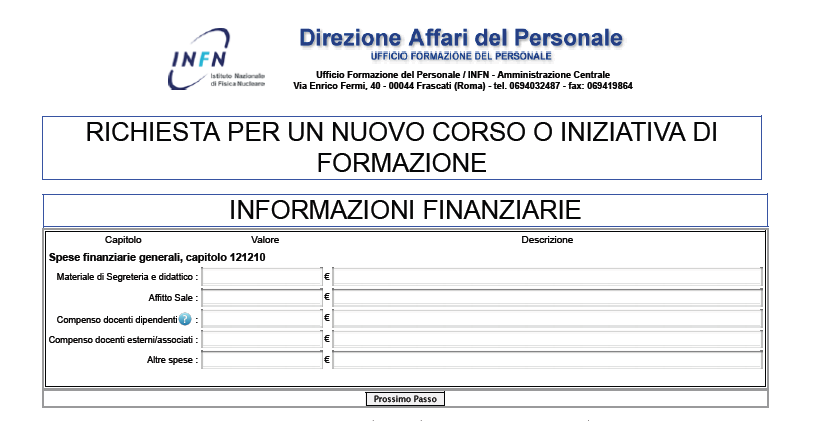 INFN
Istituto Nazionale
di Fisica Nucleare
Direzione Affari del Personale
UFFICIO FORMAZIONE DEL PERSONALE
Ufficio Formazione del Personale / INFN - Amministrazione Centrale
Via Enrico Fermi, 40 - 00044 Frascati (Roma) - tel. 0694032487 - fax: 069419864
RICHIESTA PER UN NUOVO CORSO O INIZIATIVA DI
FORMAZIONE
INFORMAZIONI FINANZIARIE
Capitolo Valore Descrizione
Spese finanziarie generali, capitolo 121210
Materiale di Segreteria e didattico : €
Affitto Sale : €
Compenso docenti dipendenti ? : €
Compenso docenti esterni/associati : €
Altre spese : €
Prossimo Passo